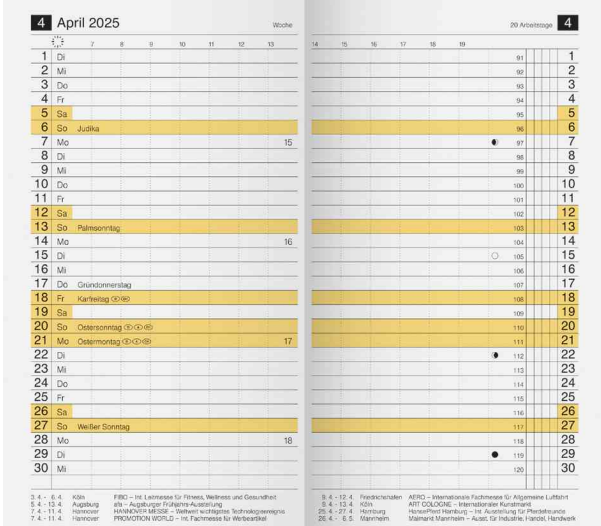 4 April 2025 Woche 20 Arbeitstage 4
7 8 9 10 11 12 13 14 15 16 17 18 19
1 Di 91 1
2 Mi 92 2
3 Do 93 3
4 Fr 94 4
5 Sa 95 5
6 So Judika 96 6
7 Mo 15 97 7
8 Di 98 8
9 Mi 99 9
10 Do 100 10
11 Fr 101 11
12 Sa 102 12
13 So Palmsonntag 103 13
14 Mo 16 104 14
15 Di 105 15
16 Mi 106 16
17 Do Gründonnerstag 107 17
18 Fr Karfreitag 108 18
19 Sa 109 19
20 So Ostersonntag 110 20
21 Mo Ostermontag 17 111 21
22 Di 112 22
23 Mi 113 23
24 Do 114 24
25 Fr 115 25
26 Sa 116 26
27 So Weißer Sonntag 117 27
28 Mo 18 118 28
29 Di 119 29
30 Mi 120 30
3. 4. - 6. 4. Köln FIBO – Int. Leitmesse für Fitness, Wellness und Gesundheit
5. 4. - 13. 4. Augsburg afa – Augsburger Frühjahrs-Ausstellung
7. 4. - 11. 4. Hannover HANNOVER MESSE – Weltweit wichtigstes Technologieereignis
7. 4. - 11. 4. Hannover PROMOTION WORLD – Int. Fachmesse für Werbeartikel
9. 4. - 12. 4. Friedrichshafen AERO – Internationale Fachmesse für Allgemeine Luftfahrt
9. 4. - 13. 4. Köln ART COLOGNE – Internationaler Kunstmarkt
25. 4. - 27. 4. Hamburg HansePferd Hamburg – Int. Ausstellung für Pferdefreunde
26. 4. - 6. 5. Mannheim Maimarkt Mannheim – Ausst. für Industrie, Handel, Handwerk